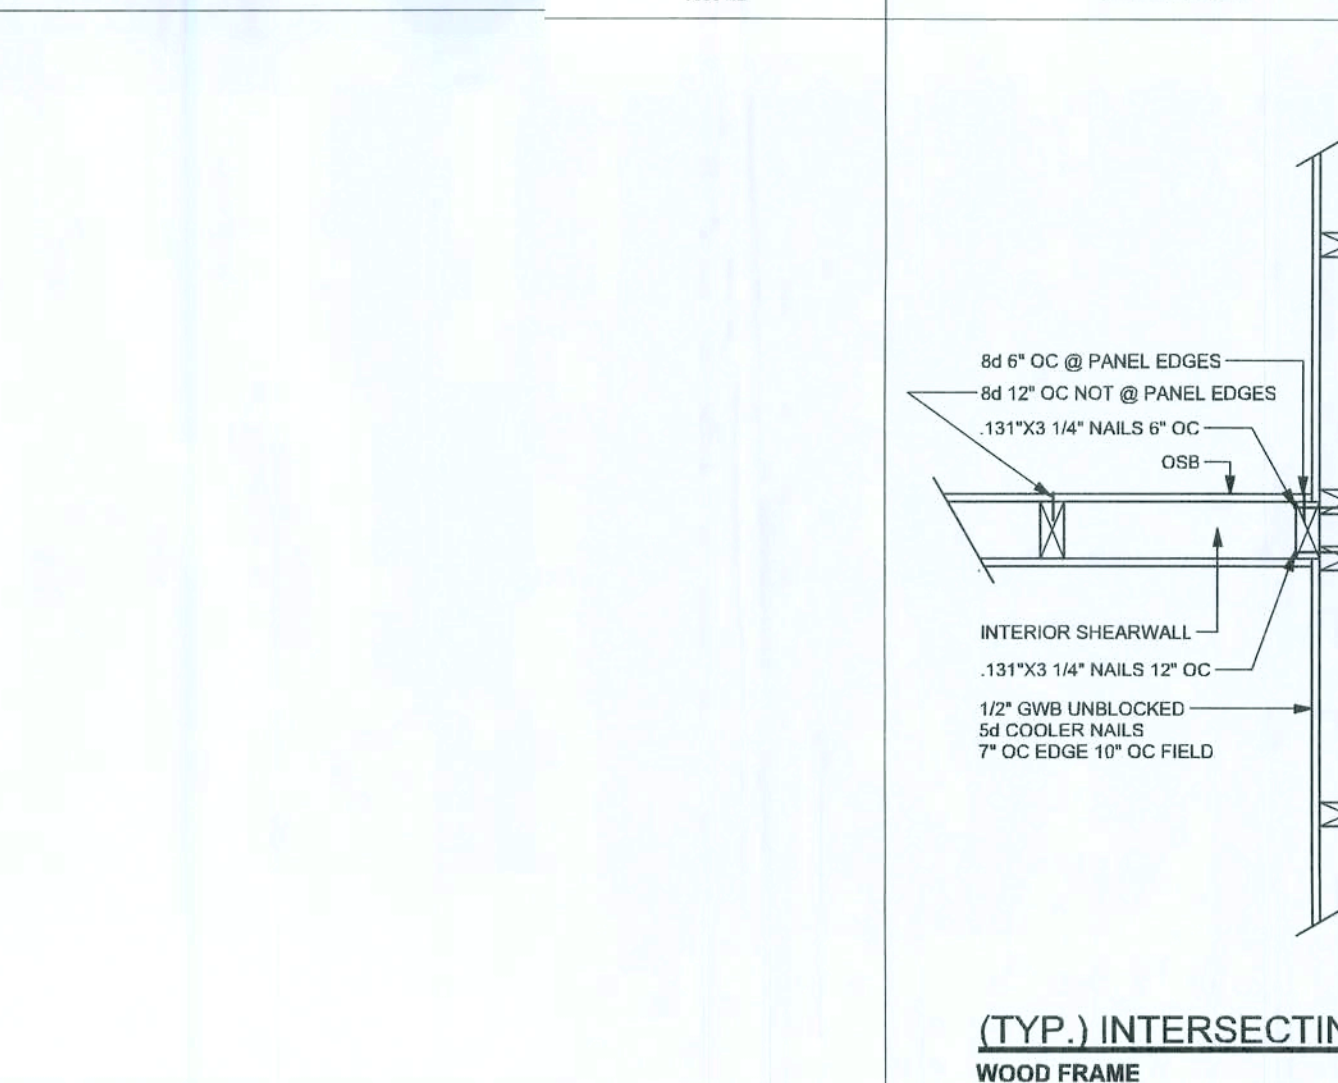 8d 6" OC @ PANEL EDGES
8d 12" OC NOT @ PANEL EDGES
.131"X3 1/4" NAILS 6" OC
OSB
INTERIOR SHEARWALL
.131"X3 1/4" NAILS 12" OC
1/2" GWB UNBLOCKED
5d COOLER NAILS
7" OC EDGE 10" OC FIELD
(TYP.) INTERSECTIN
WOOD FRAME